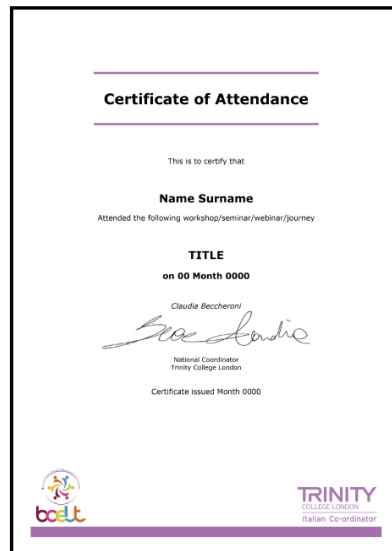 Certificate of Attendance
This is to certify that
Name Surname
Attended the following workshop/seminar/webinar/journey
TITLE
on 00 Month 0000
Claudia Beccheroni
National Coordinator
Trinity College London
Certificate issued Month 0000
TRINITY
COLLEGE LONDON
Italian Co-ordinator